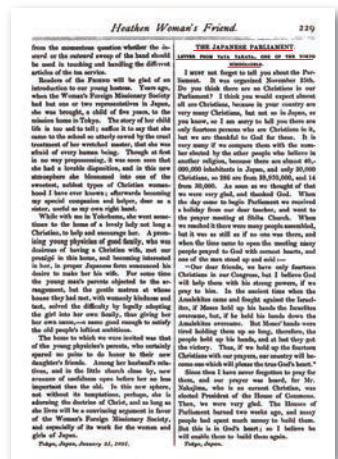 Heathen Woman's Friend. 229
from the momentous question whether the in-
ward or the outward sweep of the hand should
be used in touching and handling the different
articles of the tea service.
Readers of the FRIEND will be glad of an
introduction to our young hostess. Years ago,
when the Woman's Foreign Missionary Society
had but one or two representatives in Japan,
she was brought, a child of five years, to the
mission home in Tokyo. The story of her child
life is too sad to tell; suffice it to say that she
came to the school so utterly cowed by the cruel
treatment of her wretched master, that she was
afraid of every human being. Though at first
in no way prepossessing, it was soon seen that
she had a lovable disposition, and in this new
atmosphere she blossomed into one of the
sweetest, noblest types of Christian woman-
hood I have ever known; afterwards becoming
my special companion and helper, dear as a
sister, useful as my own right hand.
While with me in Yokohama, she went some-
times to the home of a lovely lady not long a
Christian, to help and encourage her. A prom-
ising young physician of good family, who was
desirous of having a Christian wife, met our
protégé in this home, and becoming interested
in her, in proper Japanese form announced his
desire to make her his wife. For some time
the young man's parents objected to the ar-
rangement, but the gentle matron at whose
house they had met, with womanly kindness and
tact, solved the difficulty by legally adopting
the girl into her own family, thus giving her
her own name,—a name good enough to satisfy
the old people's loftiest ambitions.
The home to which we were invited was that
of the young physician's parents, who certainly
spared no pains to do honor to their new
daughter's friends. Among her husband's rela-
tives, and in the little church close by, new
avenues of usefulness open before her no less
important than the old. In this new sphere,
not without its temptations, perhaps, she is
adorning the doctrine of Christ, and so long as
she lives will be a convincing argument in favor
of the Woman's Foreign Missionary Society,
and especially of its work for the women and
girls of Japan.
Tokyo, Japan, January 21, 1891.
THE JAPANESE PARLIAMENT.
LETTER FROM TAKA TANAKA, ONE OF THE TOKYO
SCHOOLGIRLS.
I MUST not forget to tell you about the Par-
liament. It was organized November 25th.
Do you think there are no Christians in our
Parliament? I think you would expect almost
all are Christians, because in your country are
very many Christians, but not so in Japan, as
you know, so I am sorry to tell you there are
only fourteen persons who are Christians in it,
but we are thankful to God for these. It is
very many if we compare them with the num-
ber elected by the other people who believe in
another religion, because there are almost 40,-
000,000 inhabitants in Japan, and only 30,000
Christians, so 286 are from 39,970,000, and 14
from 30,000. As soon as we thought of that
we were very glad, and thanked God. When
the day came to begin Parliament we received
a holiday from our dear teacher, and went to
the prayer meeting at Shiba Church. When
we reached it there were many people assembled,
but it was as still as if no one was there, and
when the time came to open the meeting many
people prayed to God with earnest hearts, and
one of the men stood up and said:—
"Our dear friends, we have only fourteen
Christians in our Congress, but I believe God
will help them with his strong power, if we
pray to him. In the ancient time when the
Amalekites came and fought against the Israel-
ites, if Moses held up his hands the Israelites
overcame, but, if he held his hands down the
Amalekites overcame. But Moses' hands were
tired holding them up so long, therefore, the
people held up his hands, and at last they got
the victory. Thus, if we hold up the fourteen
Christians with our prayers, our country will be-
come one which will please the true God's heart."
Since then I have never forgotten to pray for
them, and our prayer was heard, for Mr.
Nakajima, who is an earnest Christian, was
elected President of the House of Commons.
Then, we were very glad. The Houses of
Parliament burned two weeks ago, and many
people had spent much money to build them.
But this is in God's heart; so I believe he
will enable them to build them again.
Tokyo, Japan.